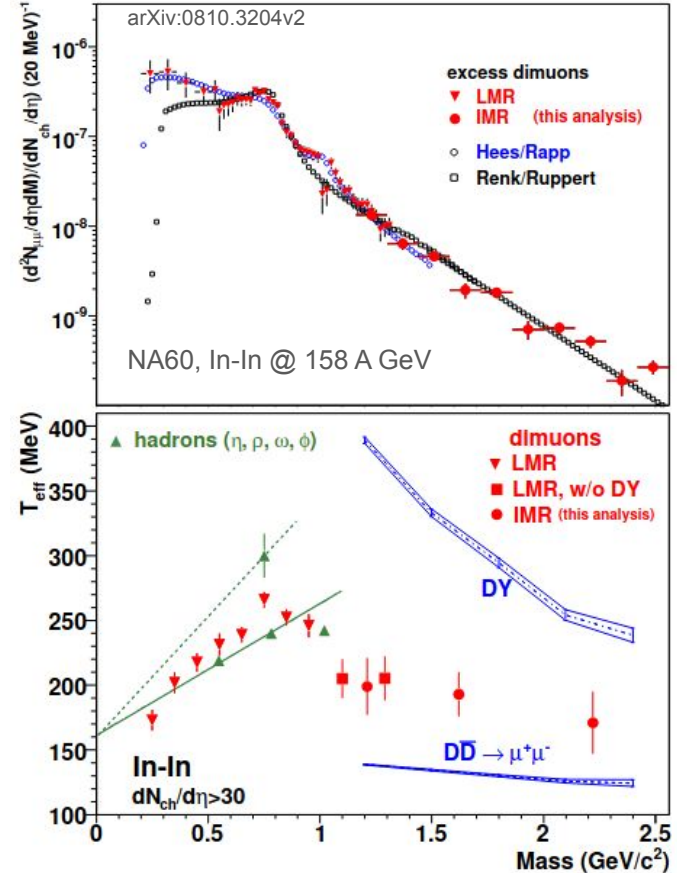 arXiv:0810.3204v2
(d²N_μμ/dηdM)/(dN_ch/dη) (20 MeV)⁻¹
10⁻⁶
10⁻⁷
10⁻⁸
10⁻⁹
excess dimuons
LMR
IMR (this analysis)
Hees/Rapp
Renk/Ruppert
NA60, In-In @ 158 A GeV
T_eff (MeV)
400
350
300
250
200
150
100
hadrons (η, ρ, ω, ϕ)
dimuons
LMR
LMR, w/o DY
IMR (this analysis)
DY
DD̅ → μ⁺μ⁻
In-In
dN_ch/dη>30
0 0.5 1 1.5 2 2.5
Mass (GeV/c²)